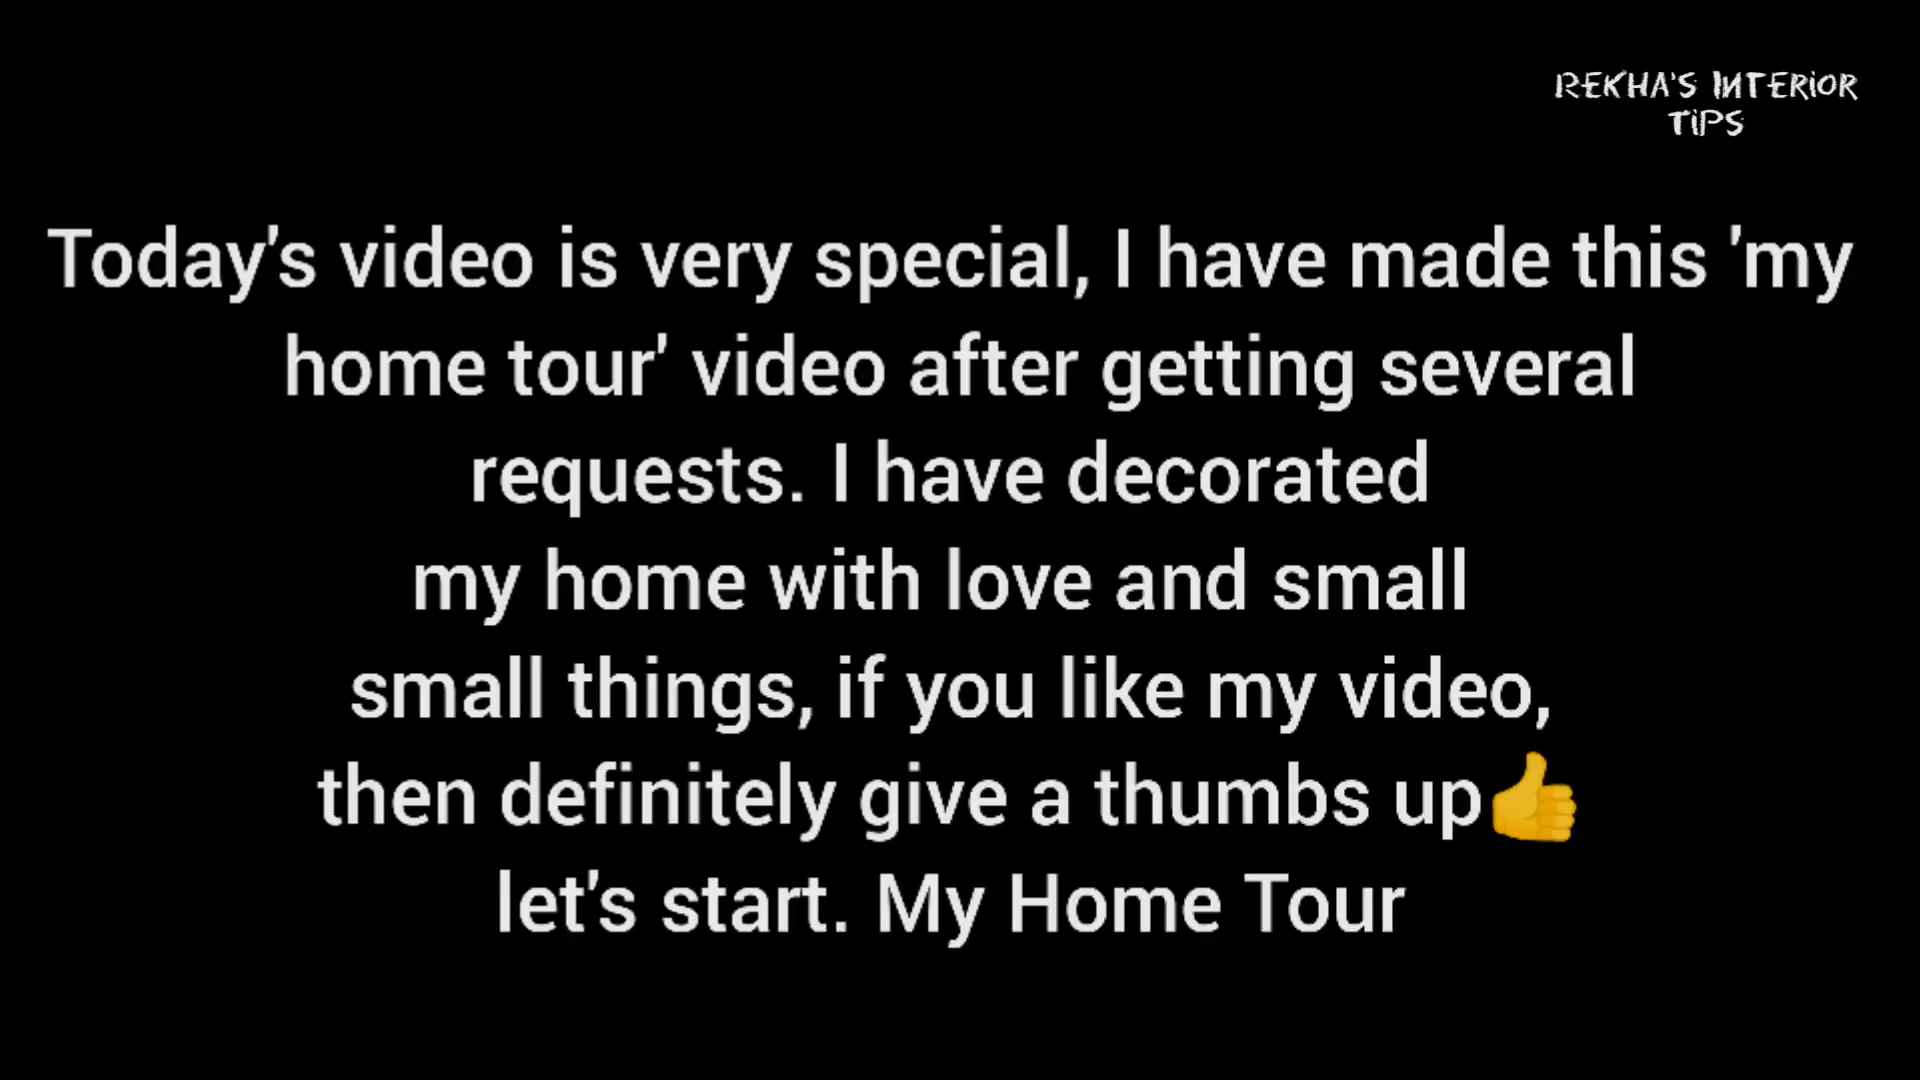 REKHA'S INTERiOR
TiPS
Today's video is very special, I have made this 'my
home tour' video after getting several
requests. I have decorated
my home with love and small
small things, if you like my video,
then definitely give a thumbs up👍
let's start. My Home Tour